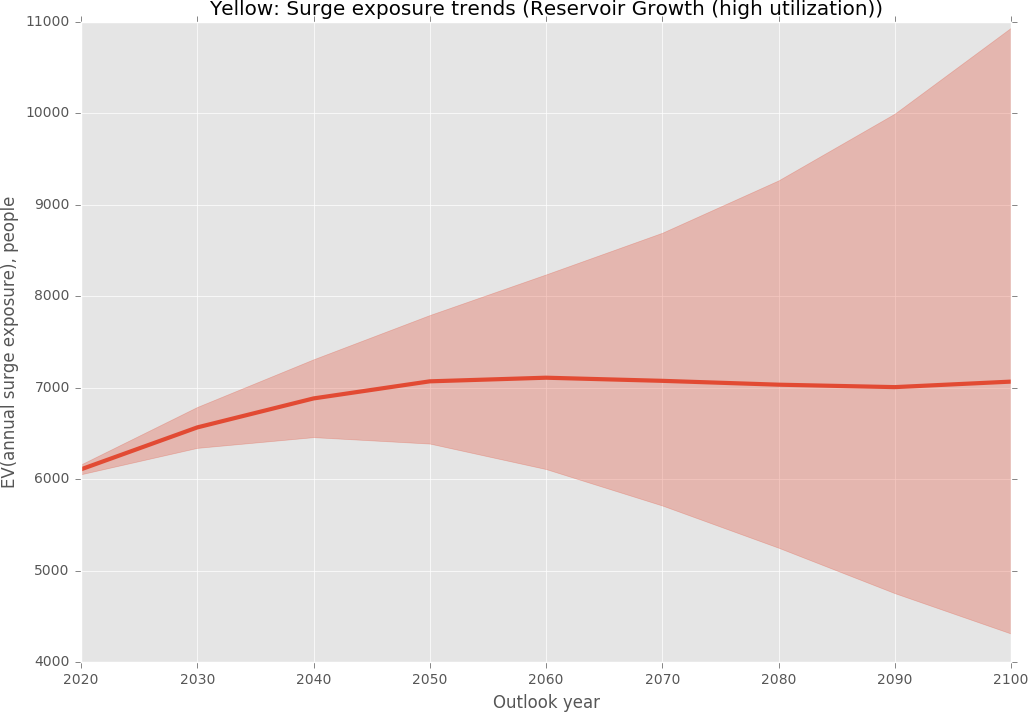 Yellow: Surge exposure trends (Reservoir Growth (high utilization))
11000
10000
9000
8000
7000
6000
5000
4000
EV(annual surge exposure), people
2020 2030 2040 2050 2060 2070 2080 2090 2100
Outlook year